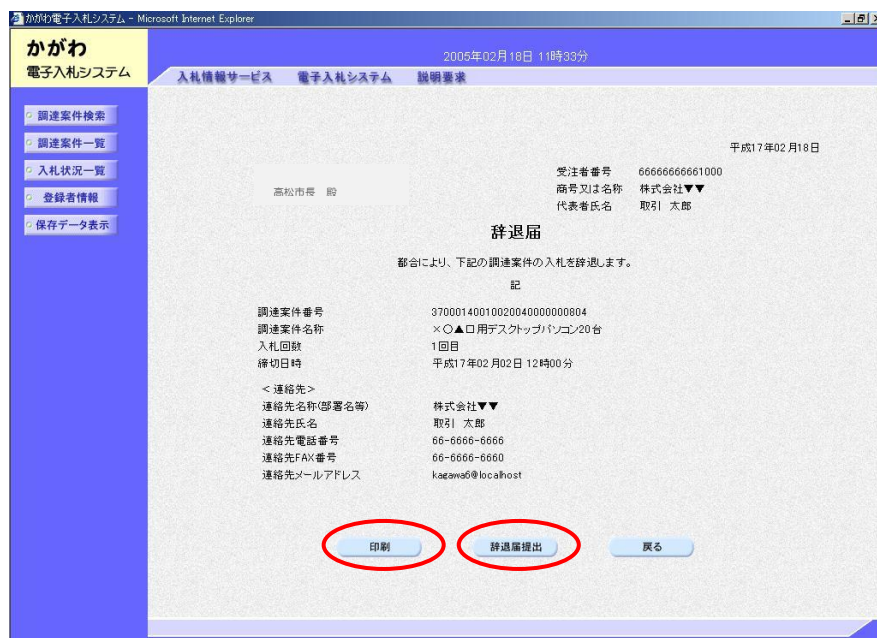 かがわ電子入札システム - Microsoft Internet Explorer
かがわ
電子入札システム
2005年02月18日 11時33分
入札情報サービス 電子入札システム 説明要求
調達案件検索
調達案件一覧
入札状況一覧
登録者情報
保存データ表示
平成17年02月18日
受注者番号 66666666661000
高松市長 殿
商号又は名称 株式会社▼▼
代表者氏名 取引 太郎
辞退届
都合により、下記の調達案件の入札を辞退します。
記
調達案件番号 37000140010020040000000804
調達案件名称 ×○▲□用デスクトップパソコン20台
入札回数 1回目
締切日時 平成17年02月02日 12時00分
<連絡先>
連絡先名称(部署名等) 株式会社▼▼
連絡先氏名 取引 太郎
連絡先電話番号 66-6666-6666
連絡先FAX番号 66-6666-6660
連絡先メールアドレス kagawa6@localhost
印刷 辞退届提出 戻る